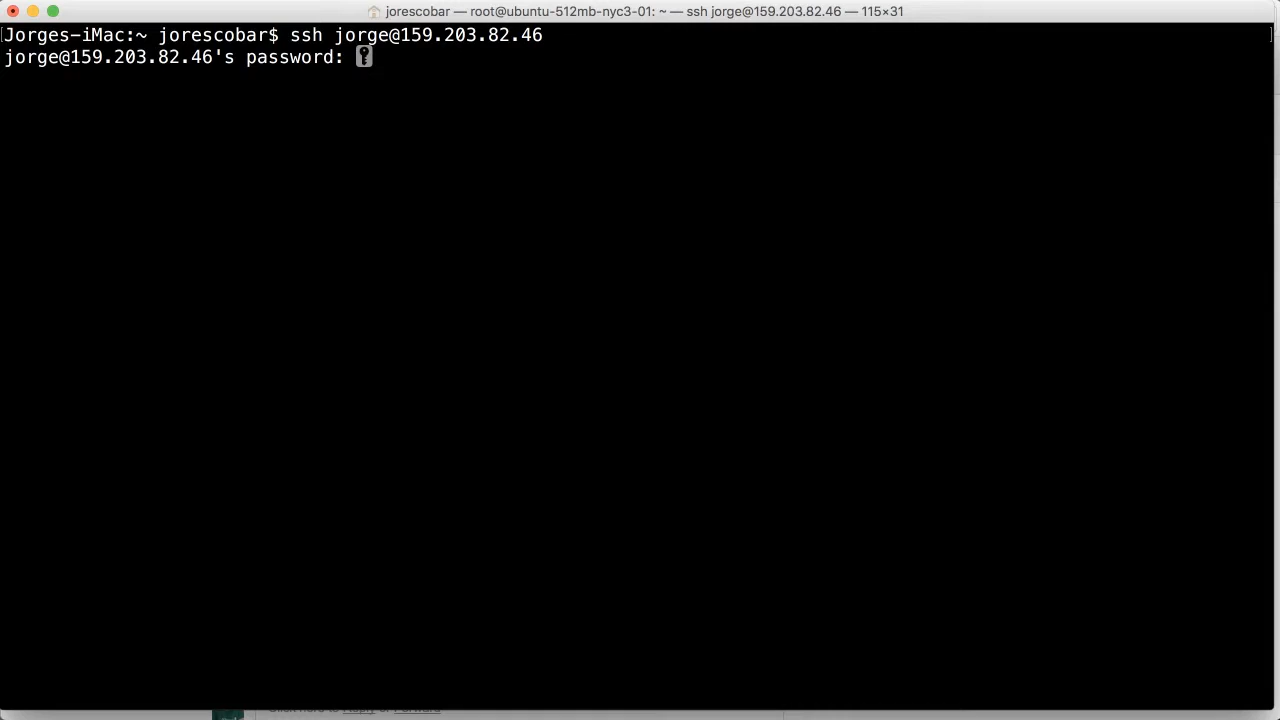 jorescobar — root@ubuntu-512mb-nyc3-01: ~ — ssh jorge@159.203.82.46 — 115×31
Jorges-iMac:~ jorescobar$ ssh jorge@159.203.82.46
jorge@159.203.82.46's password: